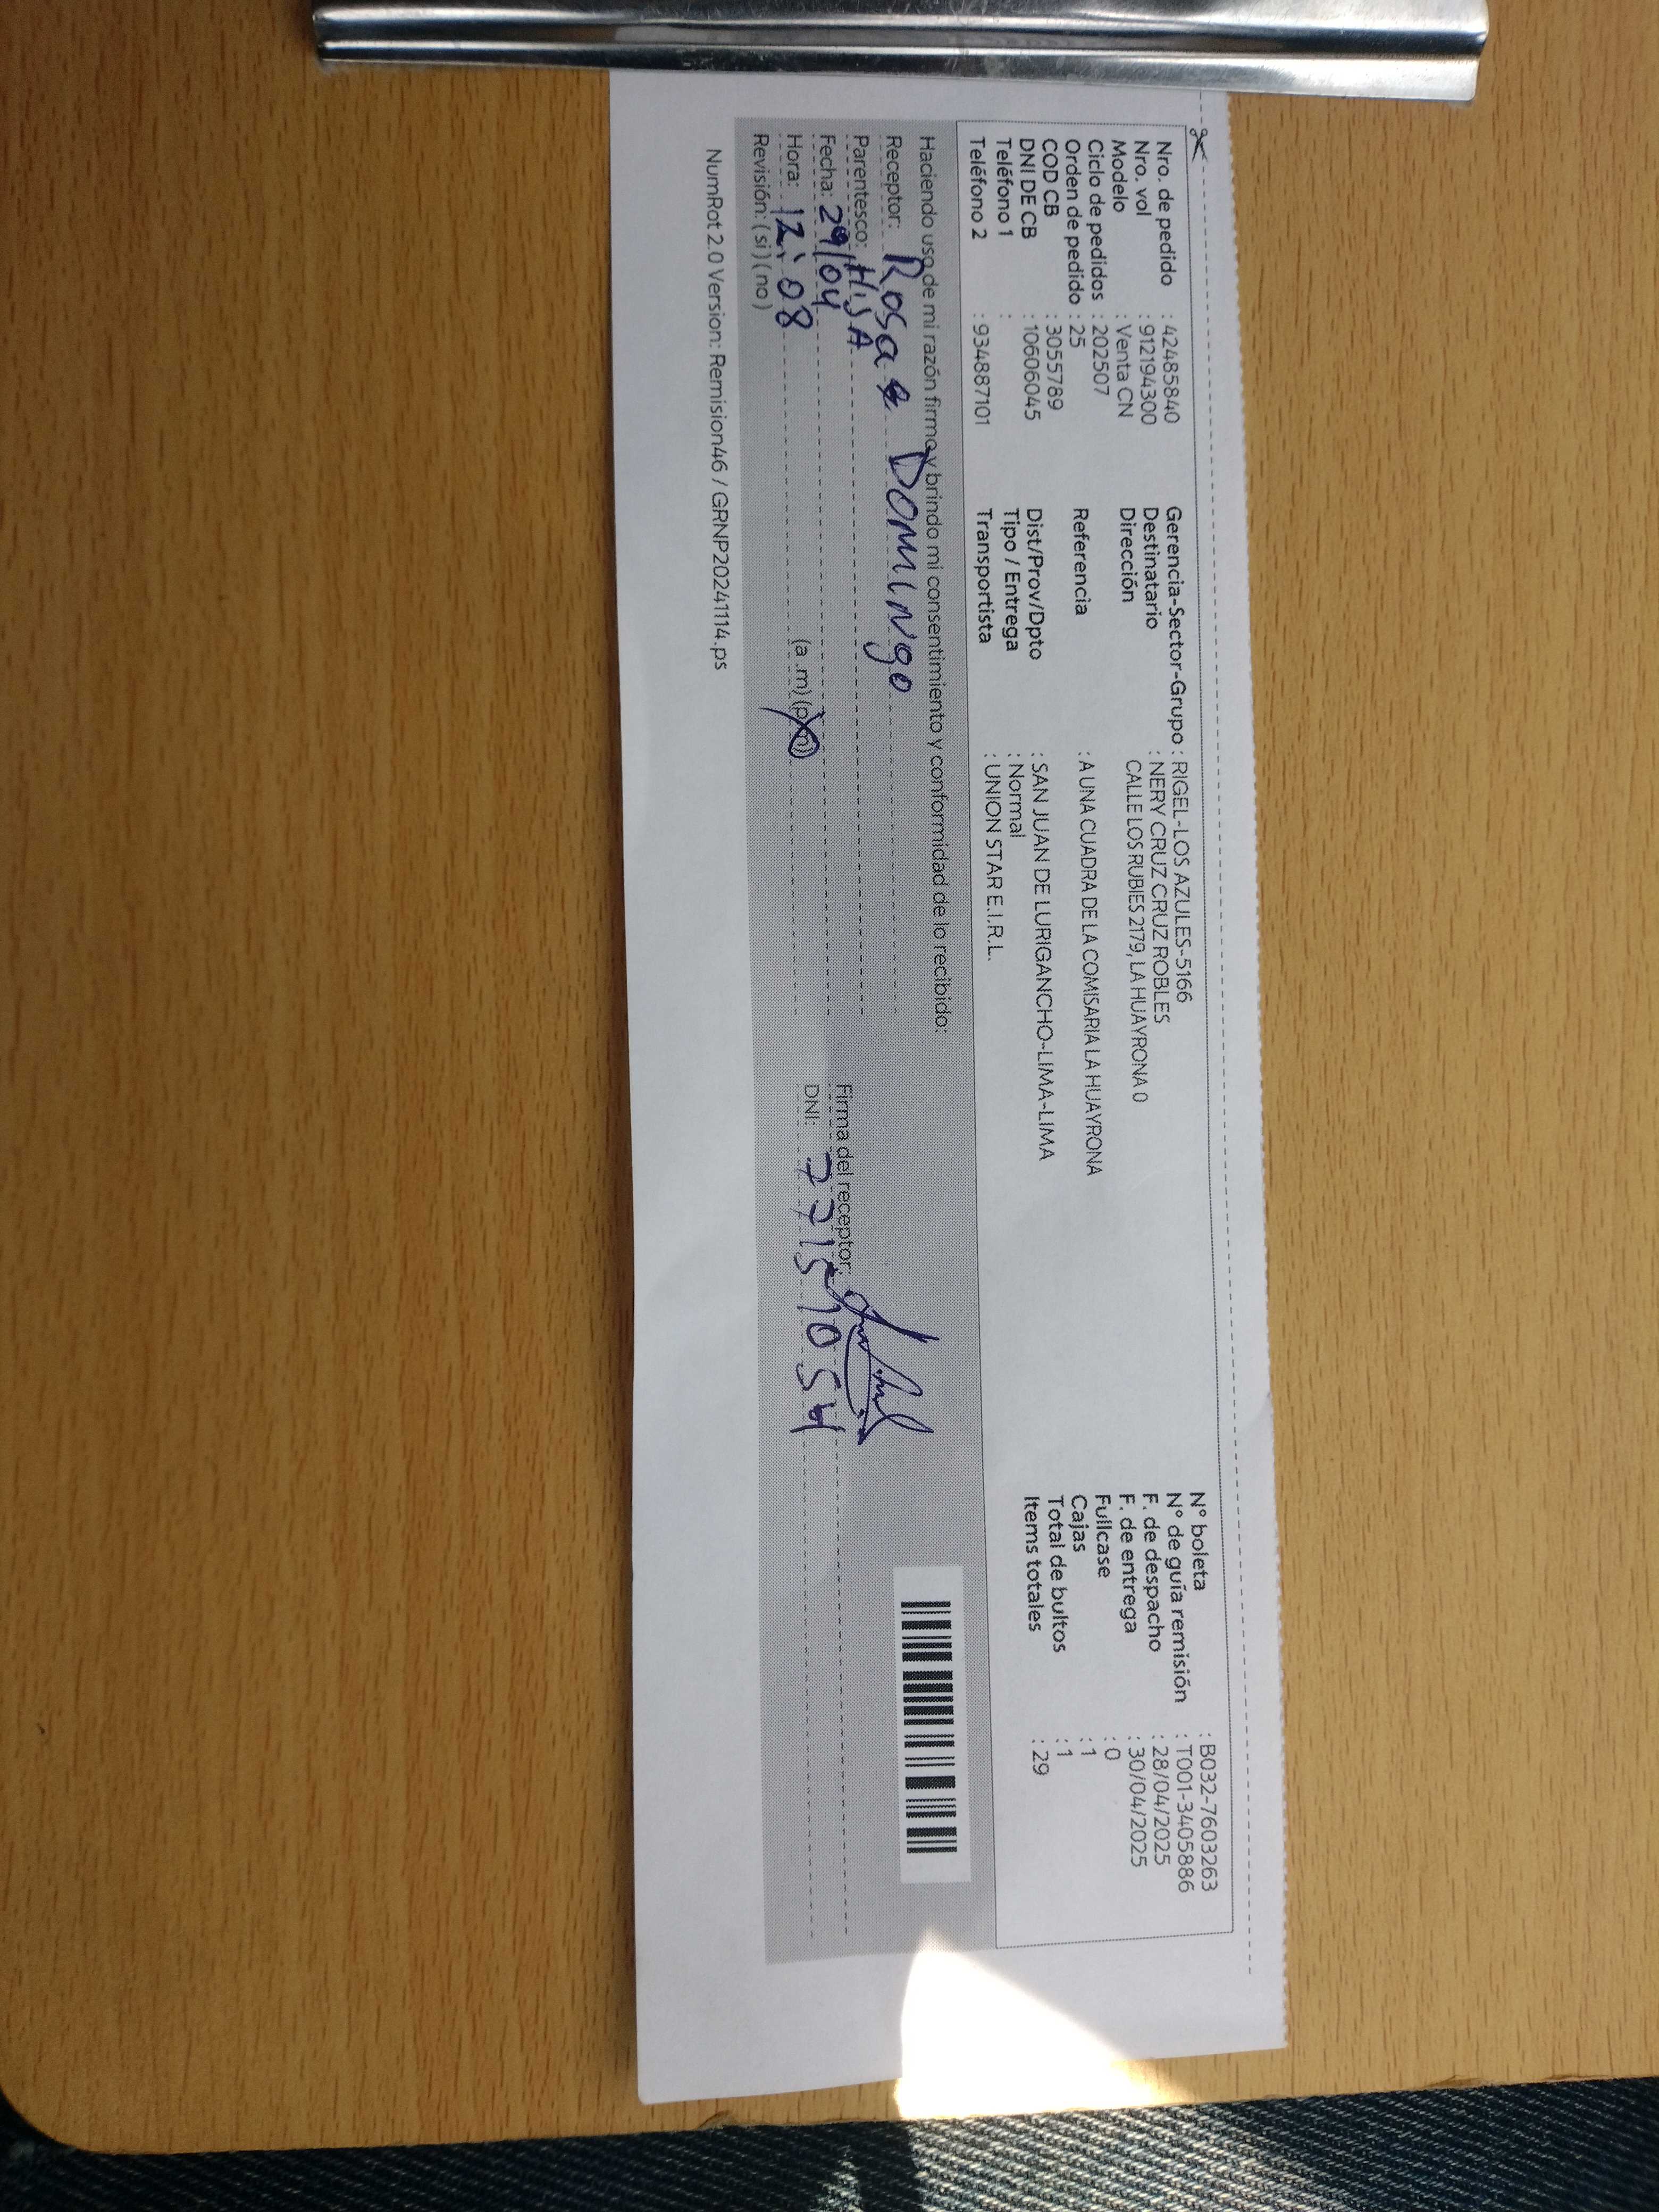 Nro. de pedido : 42485840
Nro. vol : 912194300
Modelo : Venta CN
Ciclo de pedidos : 202507
Orden de pedido : 25
COD CB : 3055789
DNI DE CB : 10606045
Teléfono 1 :
Teléfono 2 : 934887101
Gerencia-Sector-Grupo : RIGEL-LOS AZULES-5166
Destinatario : NERY CRUZ CRUZ ROBLES
Dirección CALLE LOS RUBIES 2179, LA HUAYRONA 0
Referencia : A UNA CUADRA DE LA COMISARIA LA HUAYRONA
Dist/Prov/Dpto : SAN JUAN DE LURIGANCHO-LIMA-LIMA
Tipo / Entrega : Normal
Transportista : UNION STAR E.I.R.L.
N° boleta : B032-7603263
N° de guía remisión : T001-3405886
F. de despacho : 28/04/2025
F. de entrega : 30/04/2025
Fullcase : 0
Cajas : 1
Total de bultos : 1
Items totales : 29
Haciendo uso de mi razón firmo y brindo mi consentimiento y conformidad de lo recibido:
Receptor: Rosa Domingo
Parentesco: HIJA
Fecha: 29/04
Hora: 12:08 (a .m) (p.m)
Revisión: ( si ) ( no )
Firma del receptor:
DNI:
NumRot 2.0 Version: Remision46 / GRNP20241114.ps